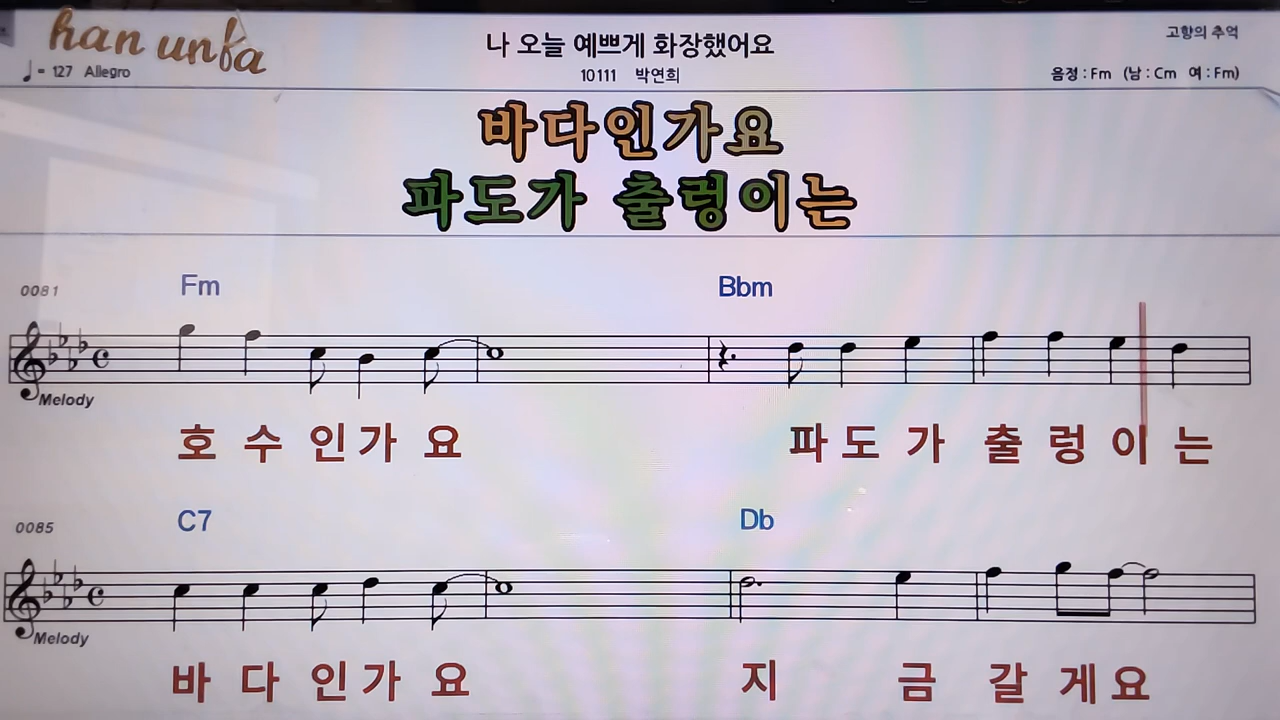 han unba
나 오늘 예쁘게 화장했어요
고향의 추억
♩= 127 Allegro
10111 박연희
음정 : Fm (남 : Cm 여 : Fm)
바다인가요
파도가 출렁이는
0081 Fm Bbm
Melody
호 수 인 가 요 파 도 가 출 렁 이 는
0085 C7 Db
Melody
바 다 인 가 요 지 금 갈 게 요